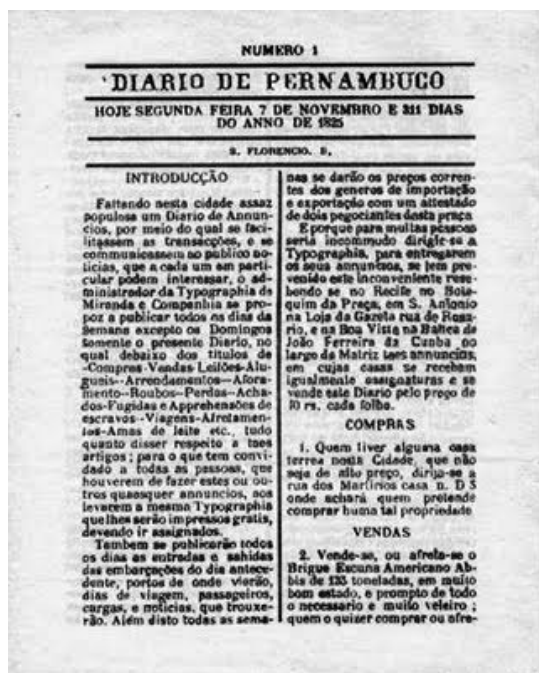 NUMERO 1
DIARIO DE PERNAMBUCO
HOJE SEGUNDA FEIRA 7 DE NOVEMBRO E 311 DIAS
DO ANNO DE 1825
S. FLORENCIO. B,
INTRODUCÇÃO
Faltando nesta cidade assaz
populosa um Diario de Annun-
cios, por meio do qual se faci-
litassem as transacções, e se
communicassem ao publico no-
ticias, que a cada um em parti-
cular podem interessar, o ad-
ministrador da Typographia de
Miranda e Companhia se pro-
poz a publicar todos os dias da
Semana excepto os Domingos
somente o presente Diario, no
qual debaixo dos titulos de
-Compras-Vendas-Leilões-Alu-
gueis--Arrendamentos--Afora-
mento--Roubos-Perdas-Acha-
dos-Fugidas e Apprehensões de
escravos--Viagens-Afretamen-
tos-Amas de leite etc., tudo
quanto disser respeito a taes
artigos; para o que tem convi-
dado a todas as pessoas, que
houverem de fazer estes ou ou-
tros quaesquer annuncios, aos
levarem a mesma Typographia
que lhes serão impressos gratis,
devendo ir assignados.
Tambem se publicarão todos
os dias as entradas e sahidas
das embarcações do dia antece-
dente, portos de onde vierão,
dias de viagem, passageiros,
cargas, e noticias, que trouxe-
rão. Além disto todas as sema-
nas se darão os preços corren-
tes dos generos de importação
e exportação com um attestado
de dois negociantes desta praça
E porque para muitas pessoas
seria incommodo dirigir-se a
Typographia, para entregarem
os seus annuncios, se tem pre-
venido este inconveniente rece-
bendo se no Recife no Bote-
quim da Praça, em S. Antonio
na Loja da Gazeta rua do Rosa-
rio, e na Boa Vista na Botica de
João Ferreira da Cunha no
largo da Matriz taes annuncios,
em cujas casas se recebem
igualmente assignaturas e se
vende este Diario pelo preço de
10 rs. cada folha.
COMPRAS
1. Quem tiver alguma casa
terrea nesta Cidade, que não
seja de alto preço, dirija-se a
rua dos Martirios casa n. D 3
onde achará quem pretende
comprar huma tal propriedade
VENDAS
2. Vende-se, ou afreta-se o
Brigue Escuna Americano Ab-
bis de 133 toneladas, em muito
bom estado, e prompto de todo
o necessario e muito veleiro;
quem o quizer comprar ou afre-